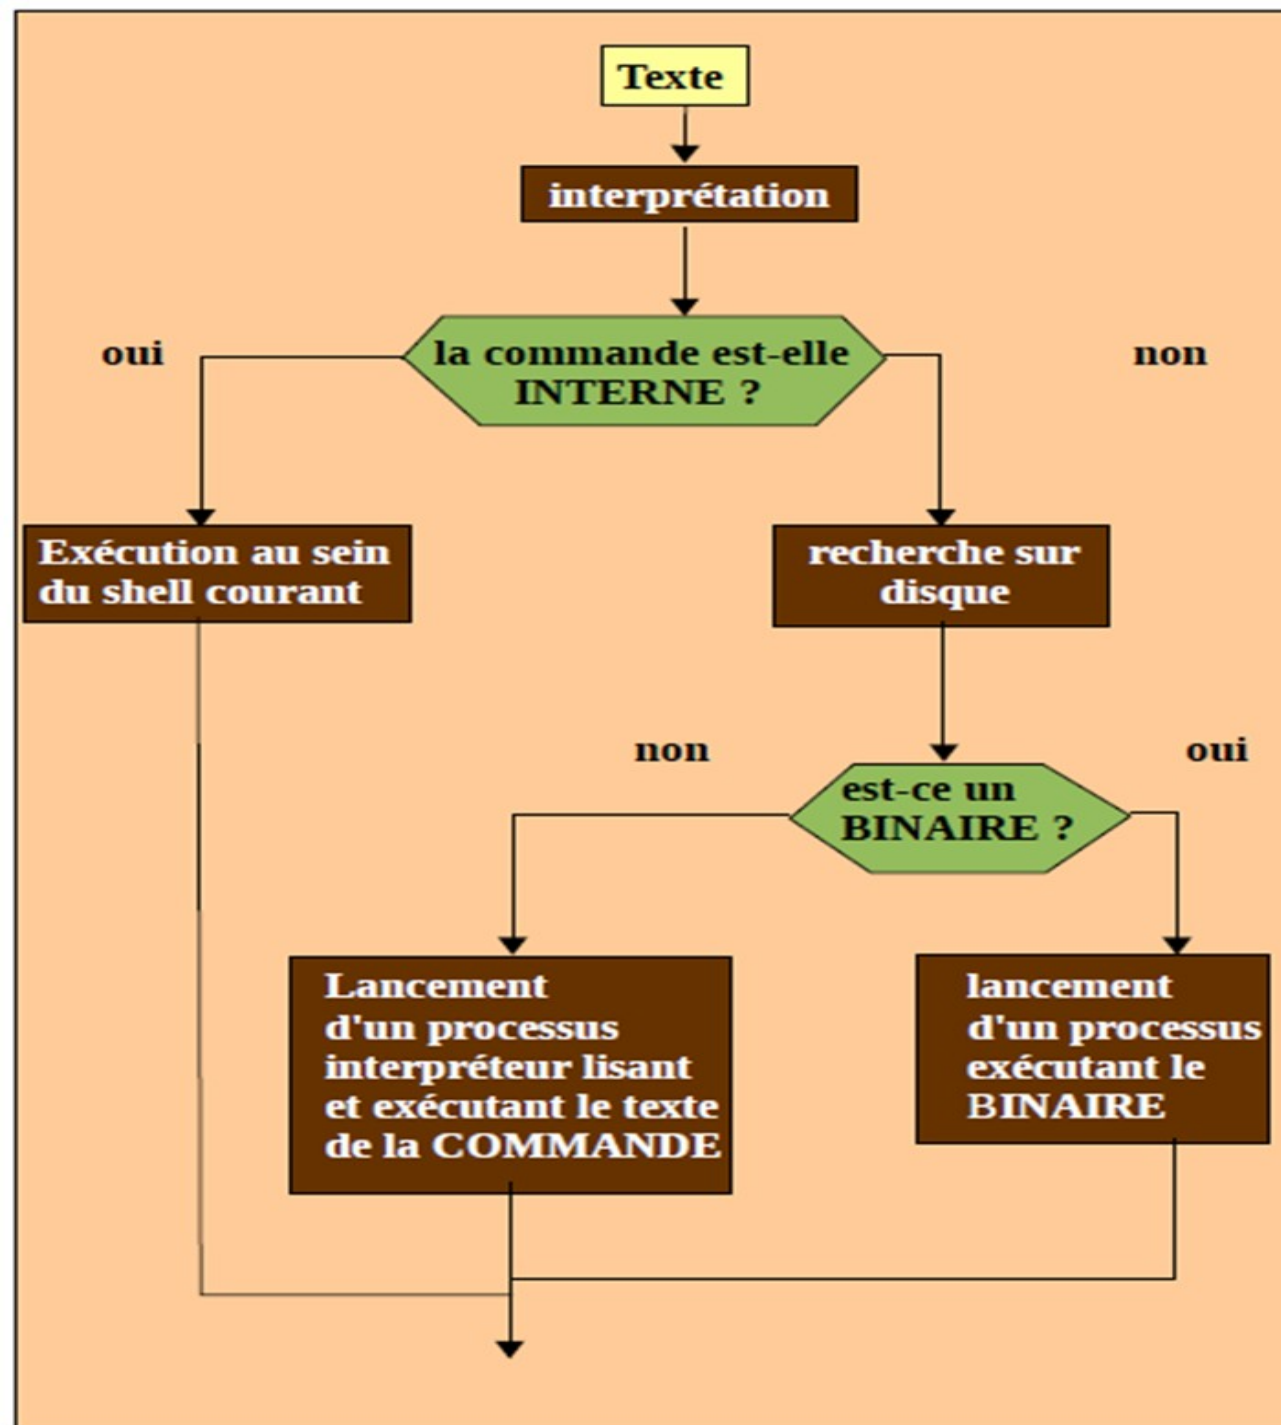 Texte
interprétation
la commande est-elle
INTERNE ?
oui
non
Exécution au sein
du shell courant
recherche sur
disque
non
oui
est-ce un
BINAIRE ?
Lancement
d'un processus
interpréteur lisant
et exécutant le texte
de la COMMANDE
lancement
d'un processus
exécutant le
BINAIRE